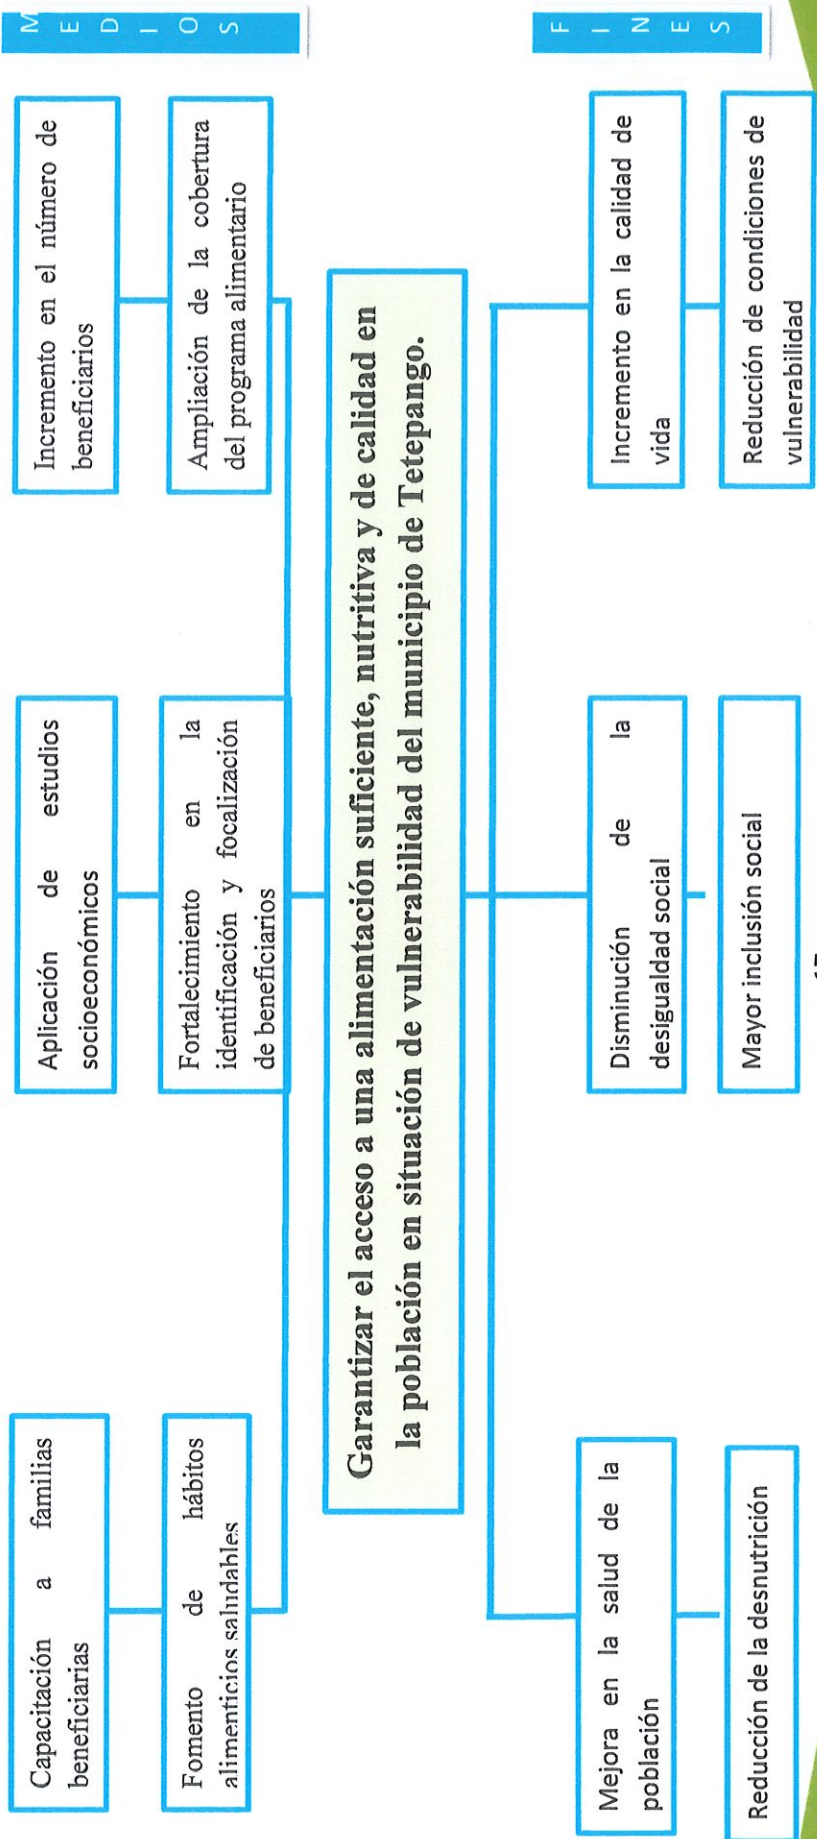 Capacitación a familias
beneficiarias
Aplicación de estudios
socioeconómicos
Incremento en el número de
beneficiarios
MEDIOS
Fomento de hábitos
alimenticios saludables
Fortalecimiento en la
identificación y focalización
de beneficiarios
Ampliación de la cobertura
del programa alimentario
Garantizar el acceso a una alimentación suficiente, nutritiva y de calidad en
la población en situación de vulnerabilidad del municipio de Tetepango.
Mejora en la salud de la
población
Disminución de la
desigualdad social
Incremento en la calidad de
vida
FINES
Reducción de la desnutrición
Mayor inclusión social
Reducción de condiciones de
vulnerabilidad